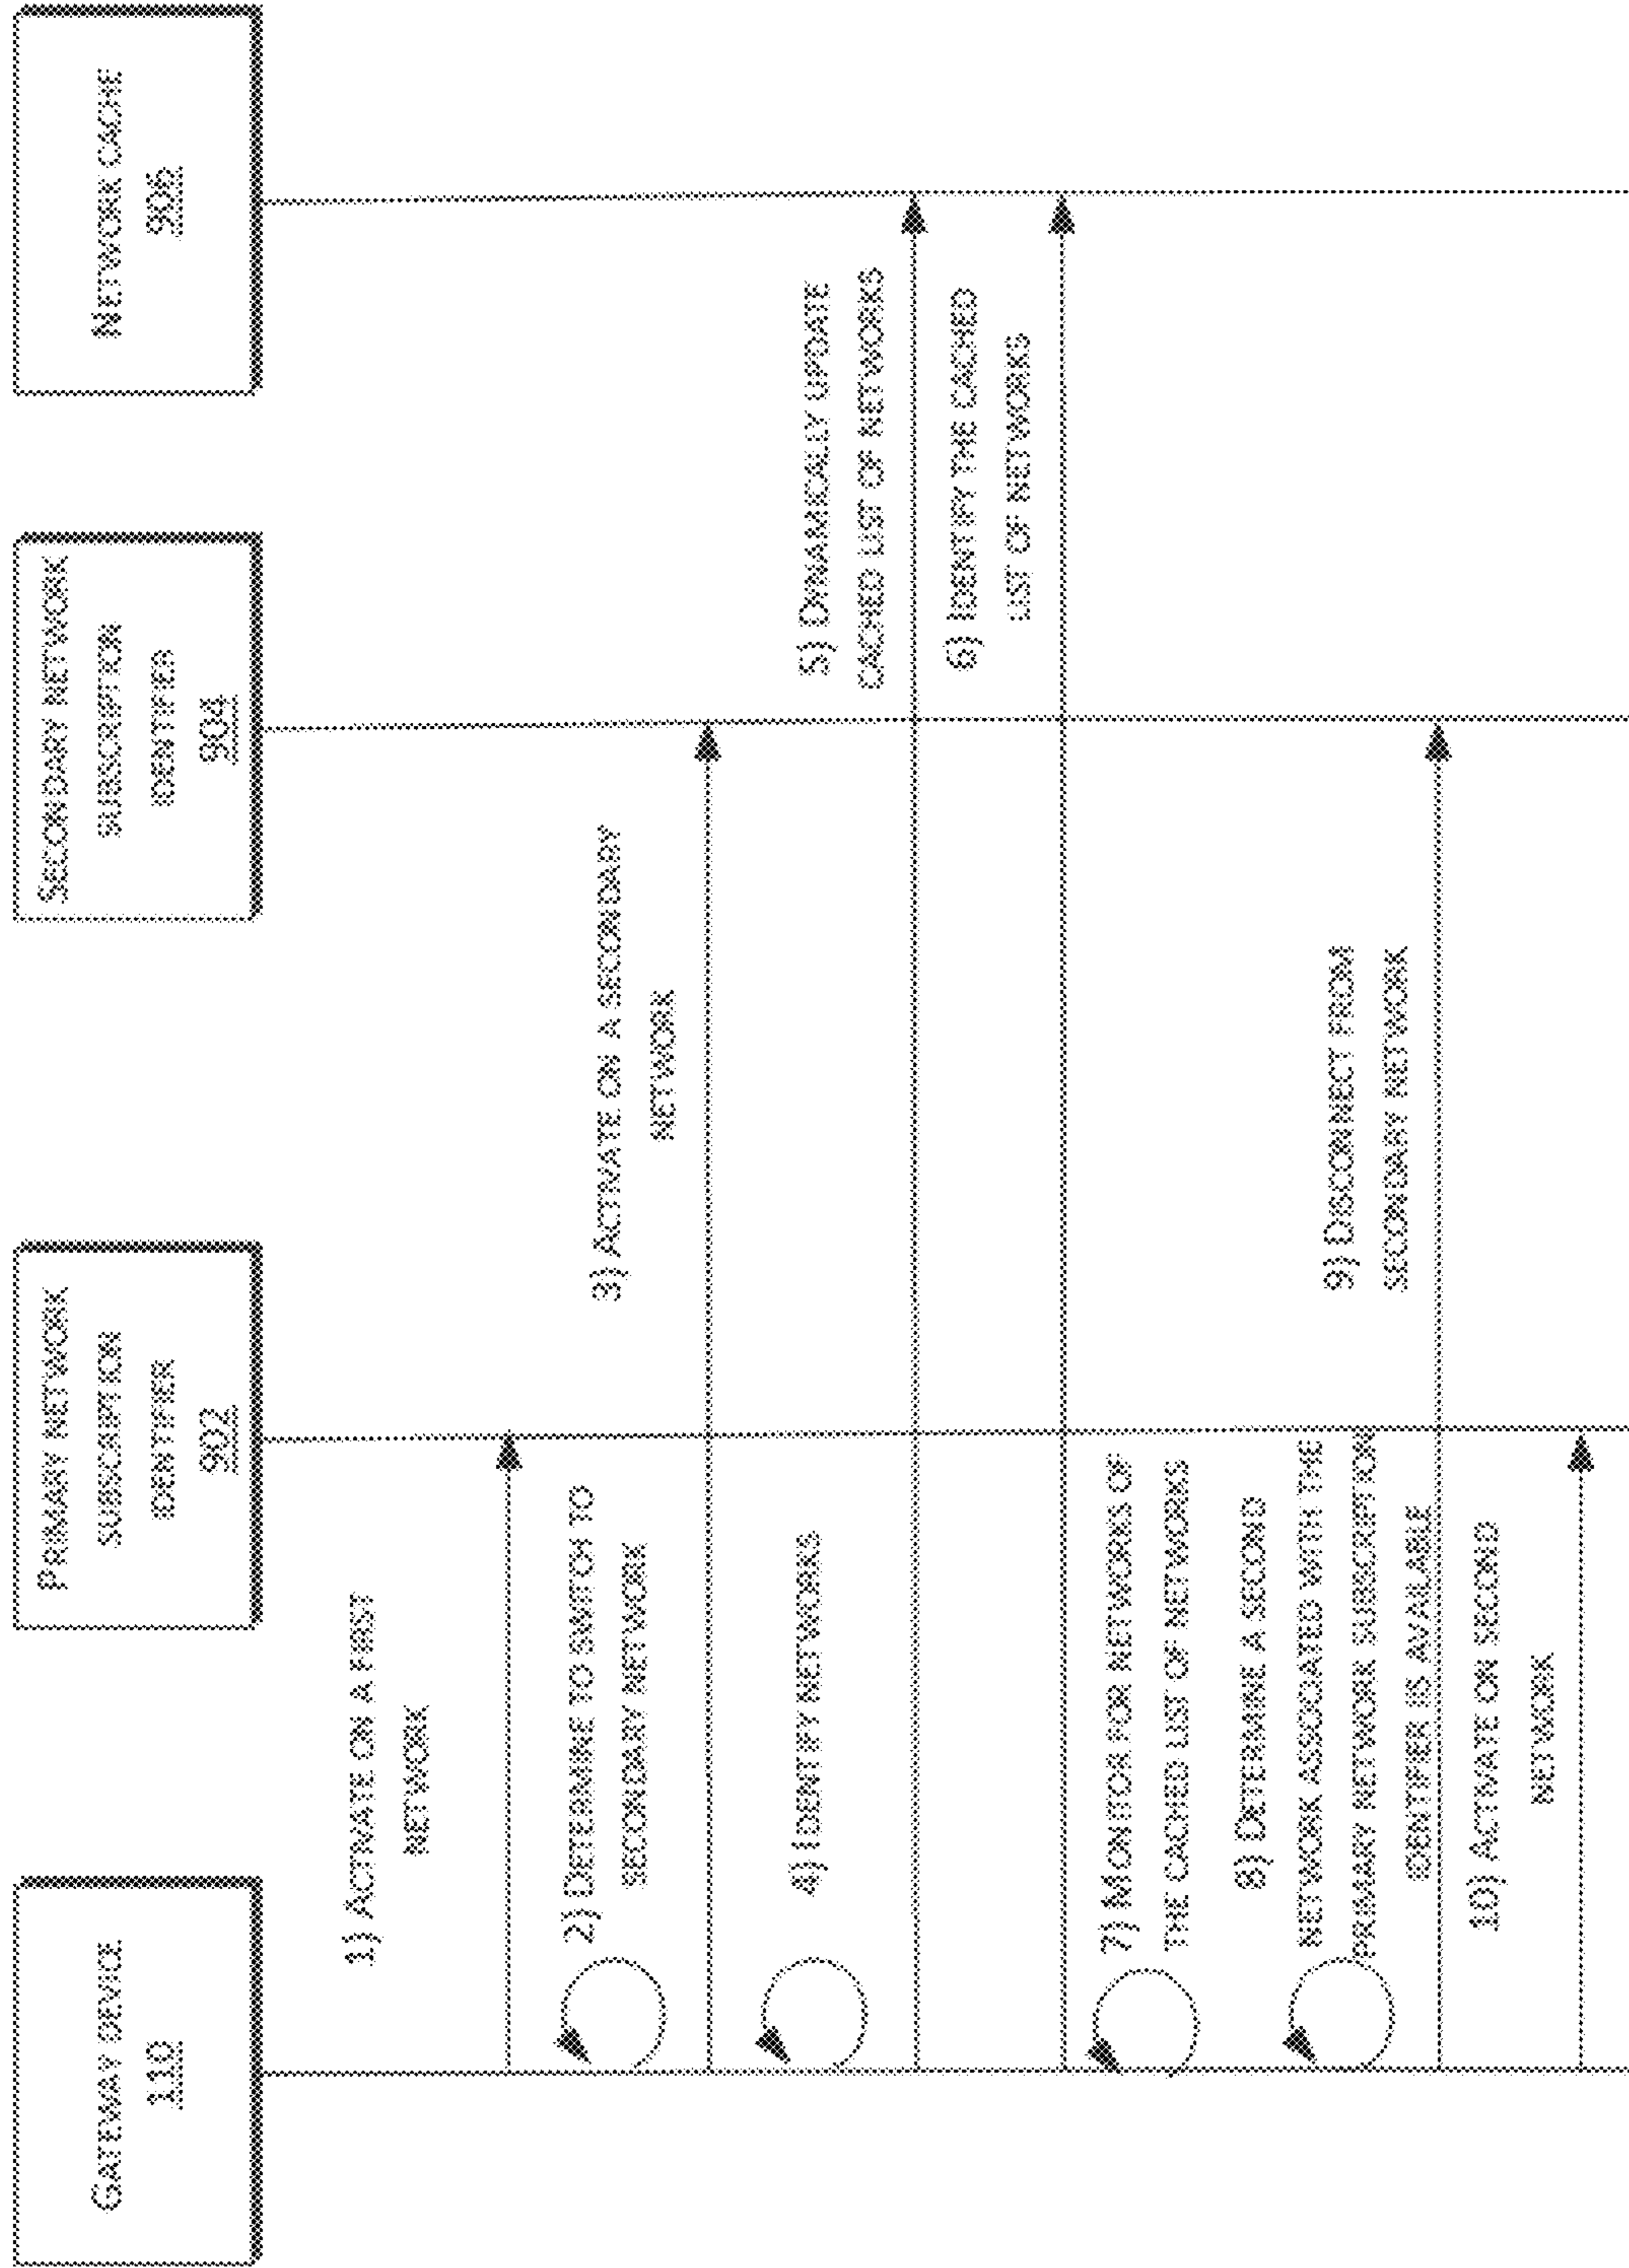 GATEWAY DEVICE
110
PRIMARY NETWORK
SUBSCRIPTION
IDENTIFIER
902
SECONDARY NETWORK
SUBSCRIPTION
IDENTIFIER
904
NETWORK CACHE
906
1) ACTIVATE ON A FIRST
NETWORK
2) DETERMINE TO SWITCH TO
SECONDARY NETWORK
3) ACTIVATE ON A SECONDARY
NETWORK
4) IDENTIFY NETWORKS
5) DYNAMICALLY UPDATE
CACHED LIST OF NETWORKS
6) IDENTIFY THE CACHED
LIST OF NETWORKS
7) MONITOR FOR NETWORKS OF
THE CACHED LIST OF NETWORKS
8) DETERMINE A SECOND
NETWORK ASSOCIATED WITH THE
PRIMARY NETWORK SUBSCRIPTION
IDENTIFIER IS AVAILABLE
9) DISCONNECT FROM
SECONDARY NETWORK
10) ACTIVATE ON SECOND
NETWORK